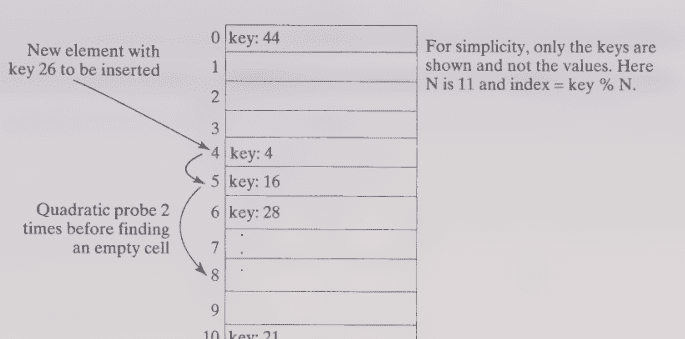 New element with
key 26 to be inserted
0 key: 44
1
2
3
4 key: 4
5 key: 16
6 key: 28
7
8
9
10 key: 21
Quadratic probe 2
times before finding
an empty cell
For simplicity, only the keys are
shown and not the values. Here
N is 11 and index = key % N.